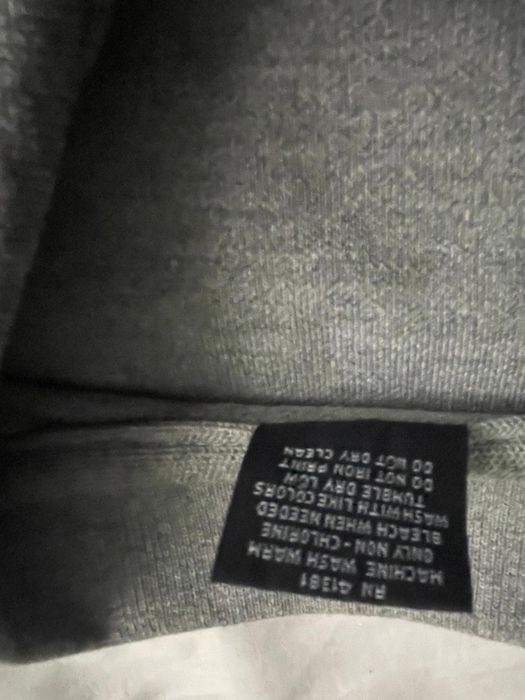 RN 41381
MACHINE WASH WARM
ONLY NON-CHLORINE
BLEACH WHEN NEEDED
WASH WITH LIKE COLORS
TUMBLE DRY LOW
DO NOT IRON PRINT
DO NOT DRY CLEAN